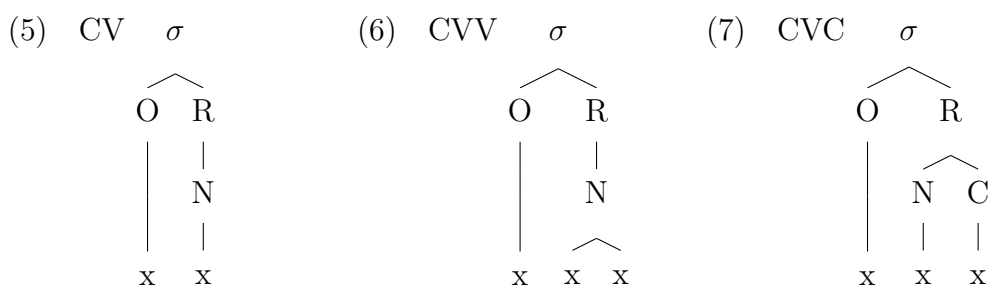 (5) CV σ (6) CVV σ (7) CVC σ
O R O R O R
N N N C
x x x x x x x x